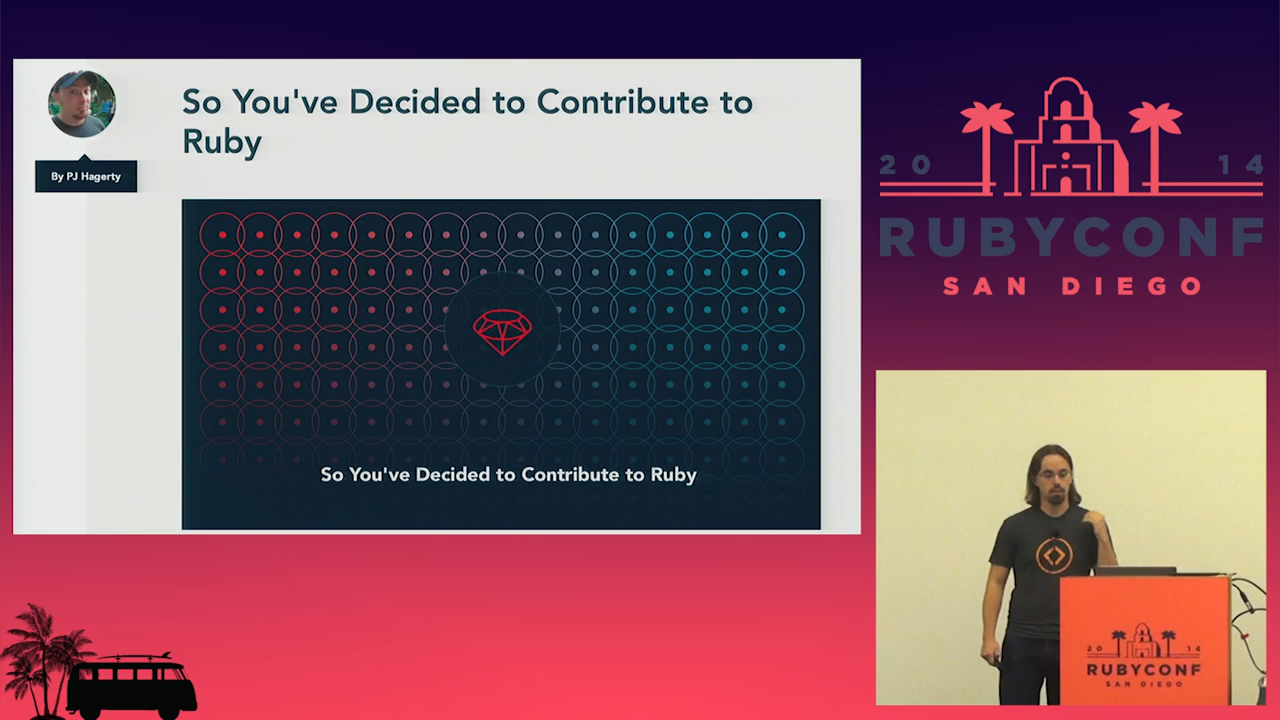 So You've Decided to Contribute to
Ruby
By PJ Hagerty
So You've Decided to Contribute to Ruby
20 14
RUBYCONF
SAN DIEGO
20 14
RUBYCONF
SAN DIEGO